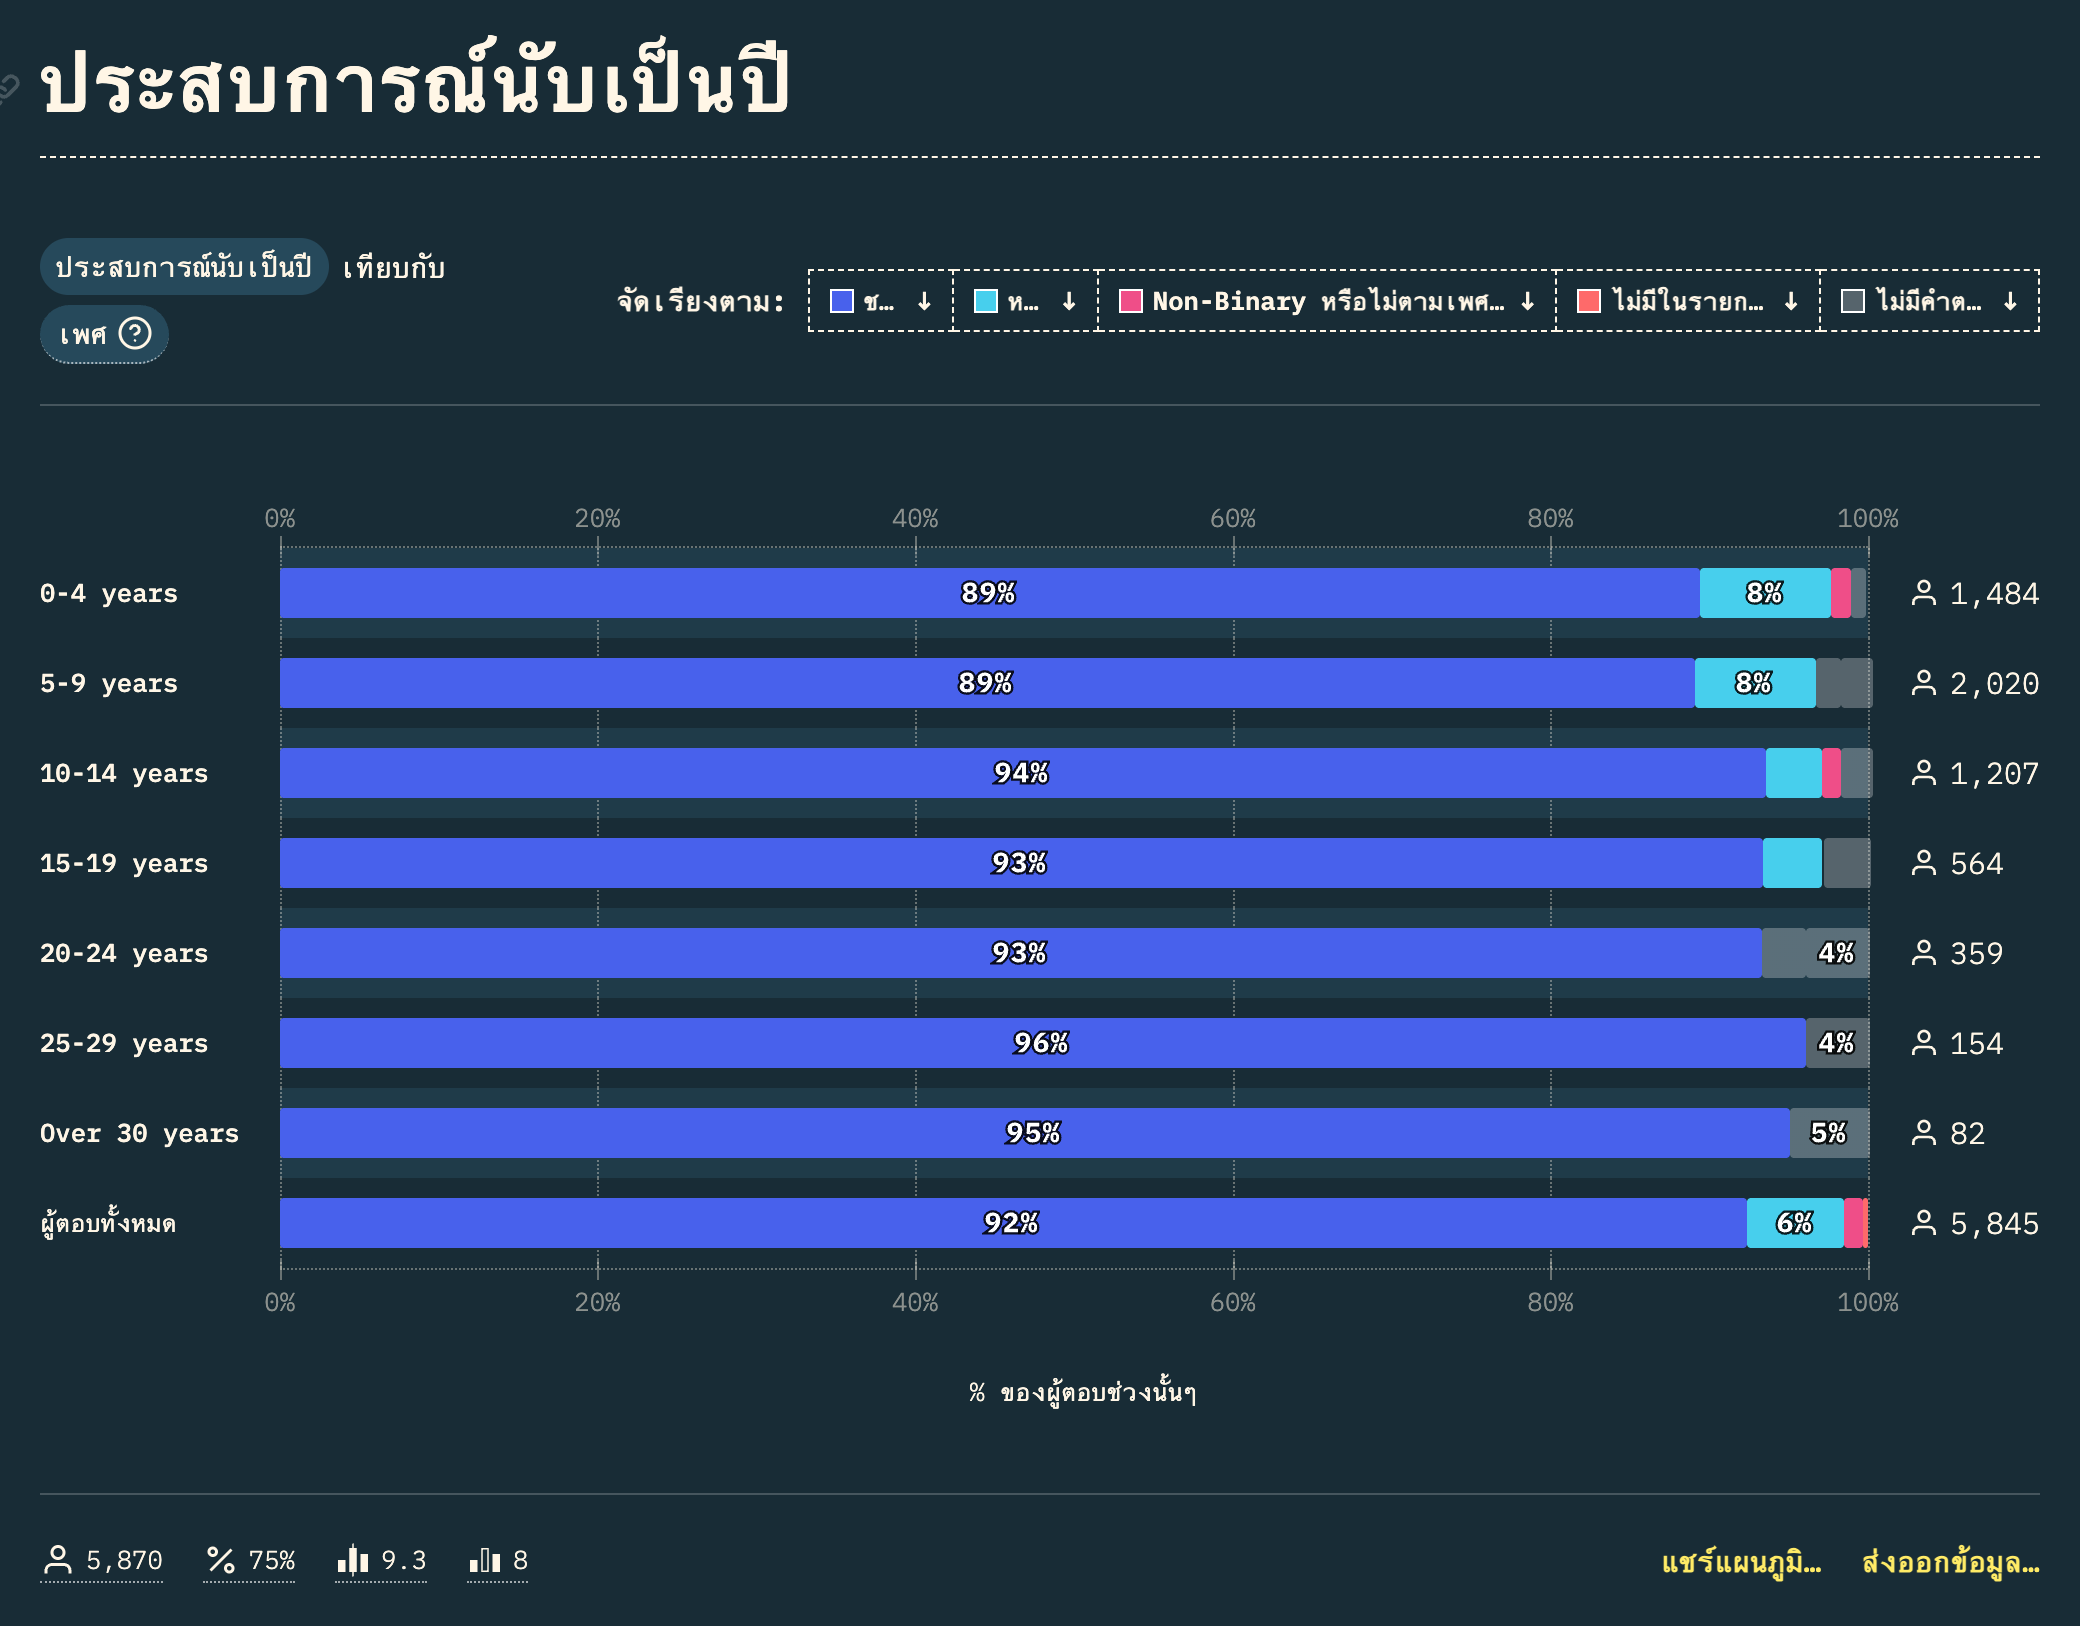 ประสบการณ์นับเป็นปี
ประสบการณ์นับเป็นปี เทียบกับ
เพศ ?
จัดเรียงตาม: ช… ↓ ห… ↓ Non-Binary หรือไม่ตามเพศ… ↓ ไม่มีในรายก… ↓ ไม่มีคำต… ↓
0% 20% 40% 60% 80% 100%
0-4 years 89% 8% 1,484
5-9 years 89% 8% 2,020
10-14 years 94% 1,207
15-19 years 93% 564
20-24 years 93% 4% 359
25-29 years 96% 4% 154
Over 30 years 95% 5% 82
ผู้ตอบทั้งหมด 92% 6% 5,845
0% 20% 40% 60% 80% 100%
% ของผู้ตอบช่วงนั้นๆ
5,870 75% 9.3 8 แชร์แผนภูมิ… ส่งออกข้อมูล…